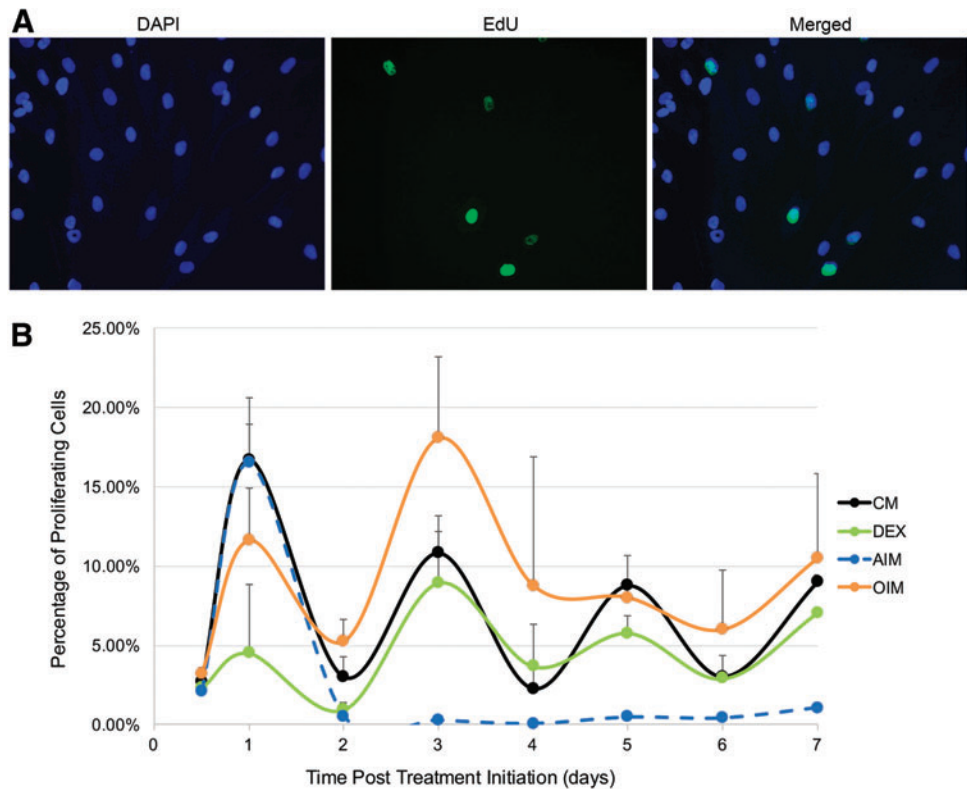 A
DAPI
EdU
Merged
B
Percentage of Proliferating Cells
25.00%
20.00%
15.00%
10.00%
5.00%
0.00%
0 1 2 3 4 5 6 7
Time Post Treatment Initiation (days)
CM
DEX
AIM
OIM